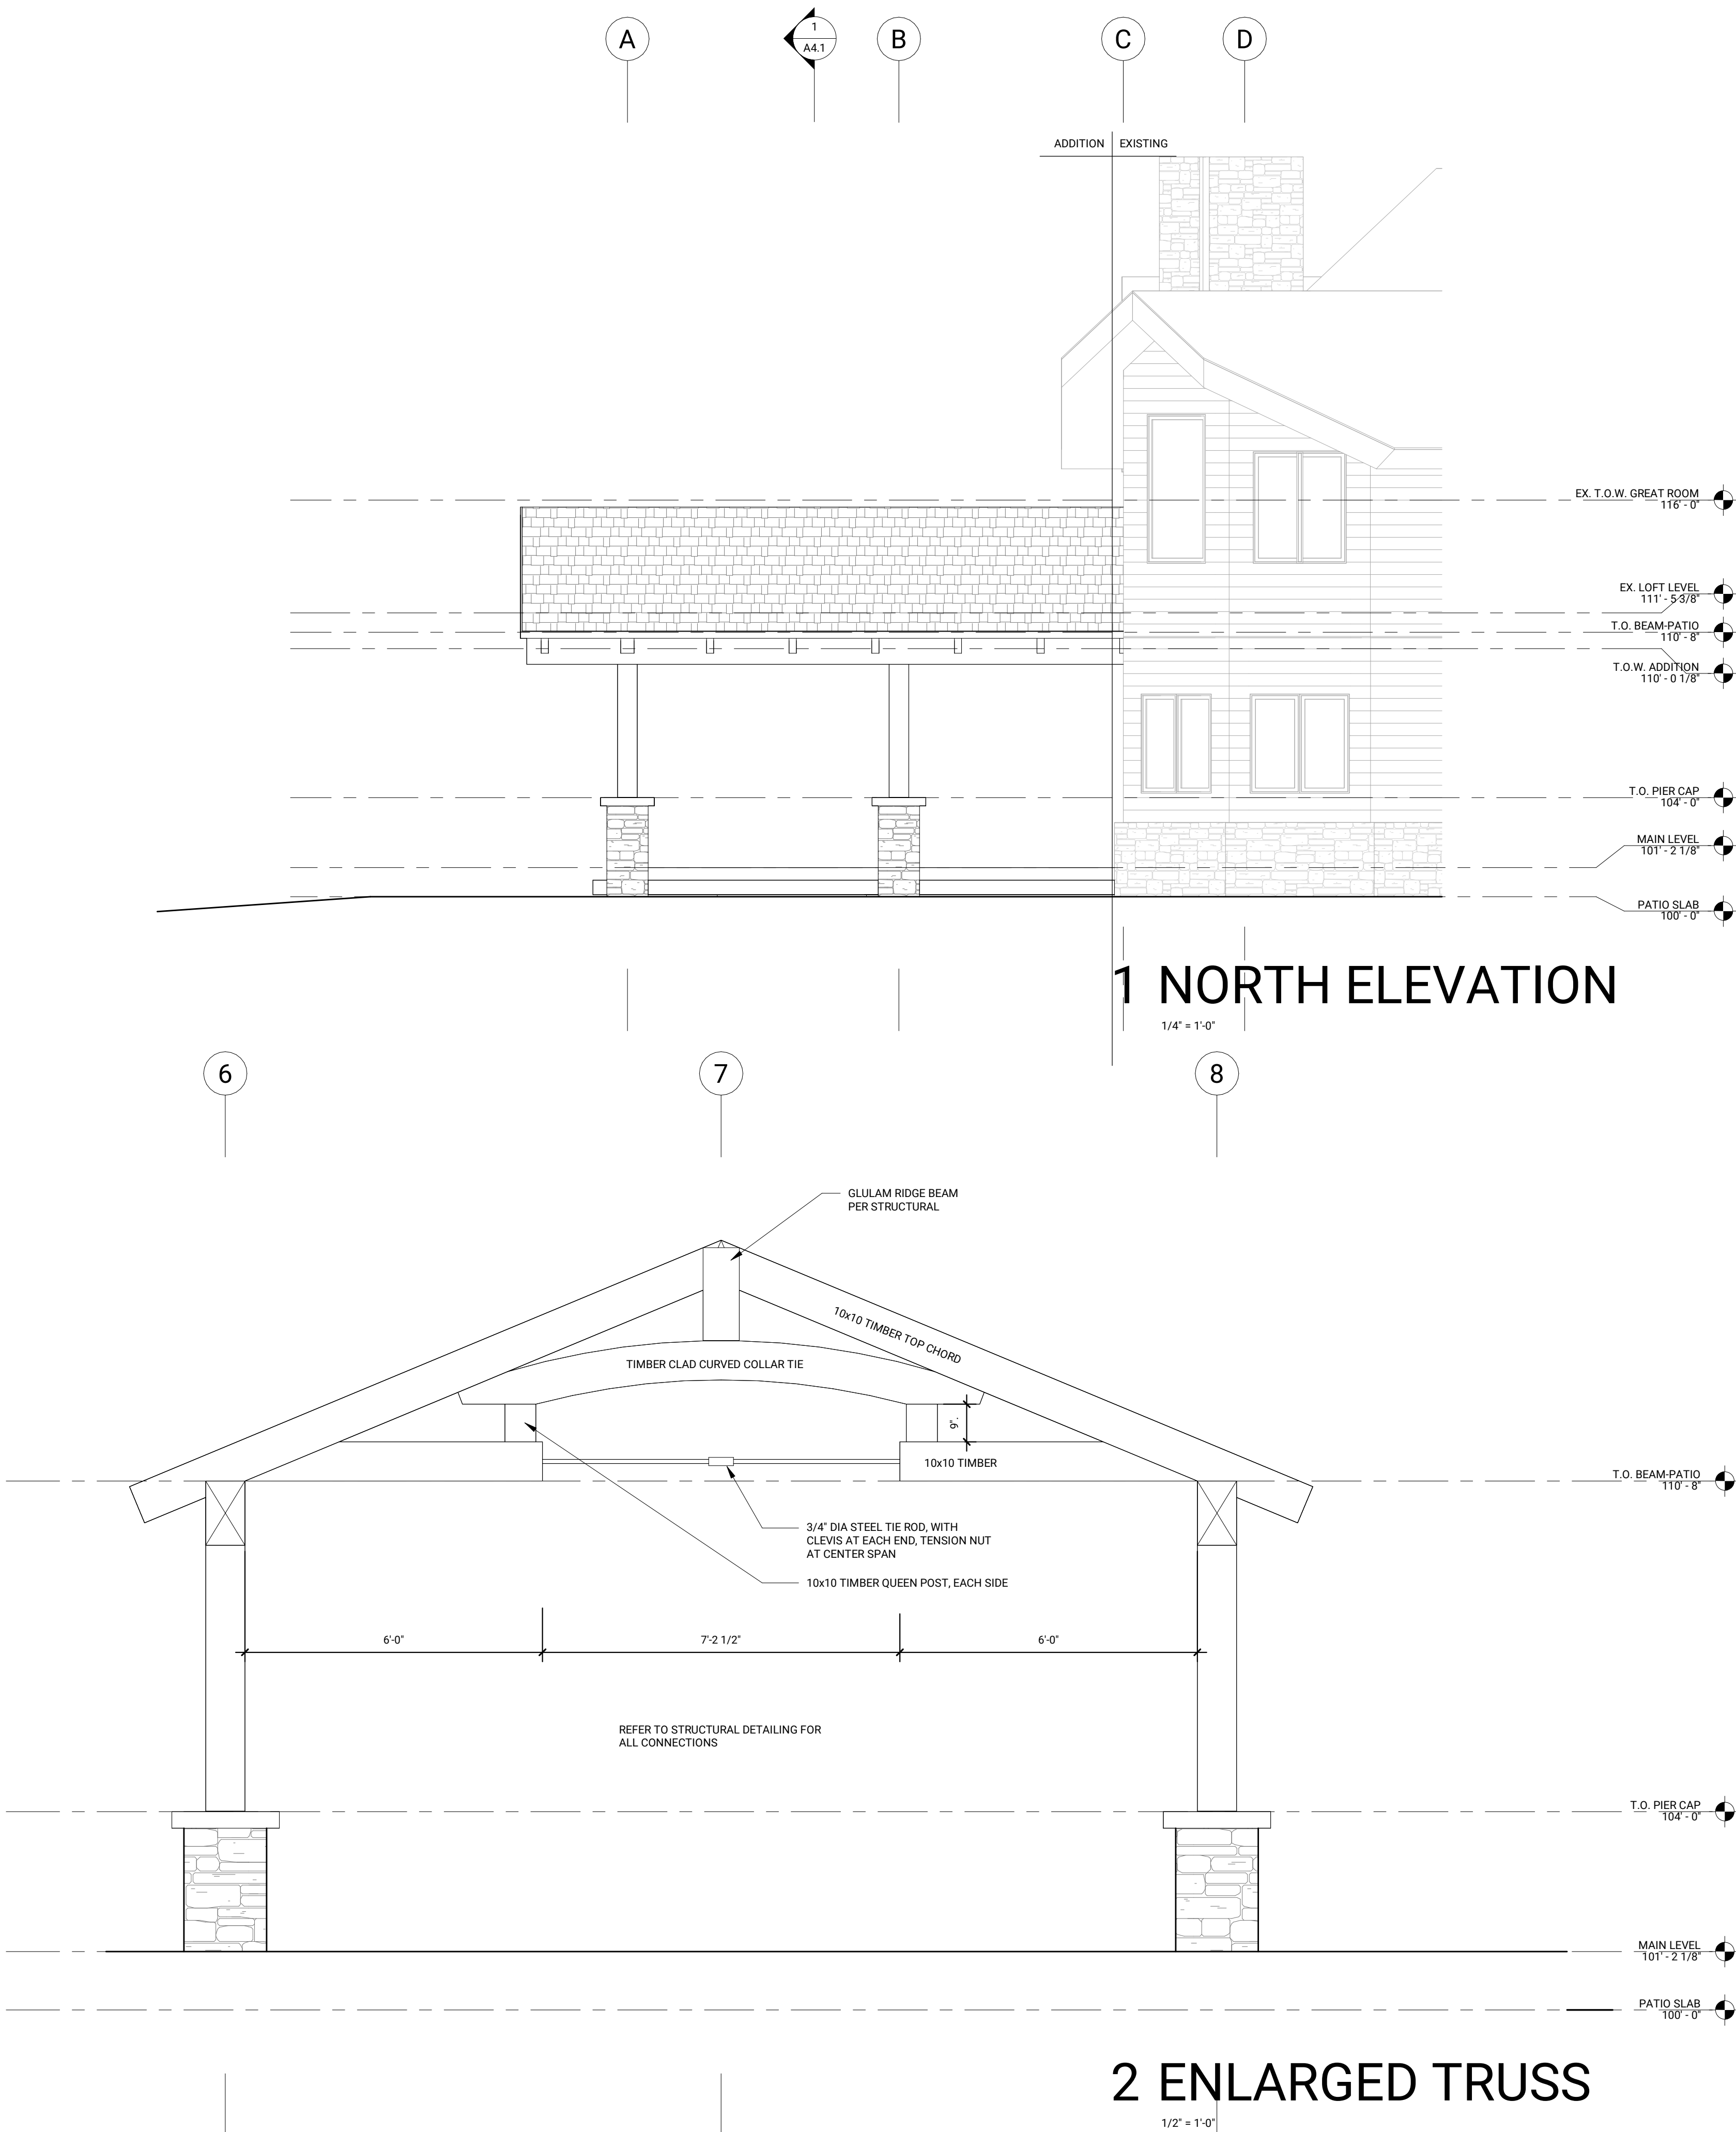 A
1
A4.1
B
C
D
ADDITION
EXISTING
EX. T.O.W. GREAT ROOM
116' - 0"
EX. LOFT LEVEL
111' - 5 3/8"
T.O. BEAM-PATIO
110' - 8"
T.O.W. ADDITION
110' - 0 1/8"
T.O. PIER CAP
104' - 0"
MAIN LEVEL
101' - 2 1/8"
PATIO SLAB
100' - 0"
1 NORTH ELEVATION
1/4" = 1'-0"
6
7
8
GLULAM RIDGE BEAM
PER STRUCTURAL
10x10 TIMBER TOP CHORD
TIMBER CLAD CURVED COLLAR TIE
9"
10x10 TIMBER
T.O. BEAM-PATIO
110' - 8"
3/4" DIA STEEL TIE ROD, WITH
CLEVIS AT EACH END, TENSION NUT
AT CENTER SPAN
10x10 TIMBER QUEEN POST, EACH SIDE
6'-0"
7'-2 1/2"
6'-0"
REFER TO STRUCTURAL DETAILING FOR
ALL CONNECTIONS
T.O. PIER CAP
104' - 0"
MAIN LEVEL
101' - 2 1/8"
PATIO SLAB
100' - 0"
2 ENLARGED TRUSS
1/2" = 1'-0"